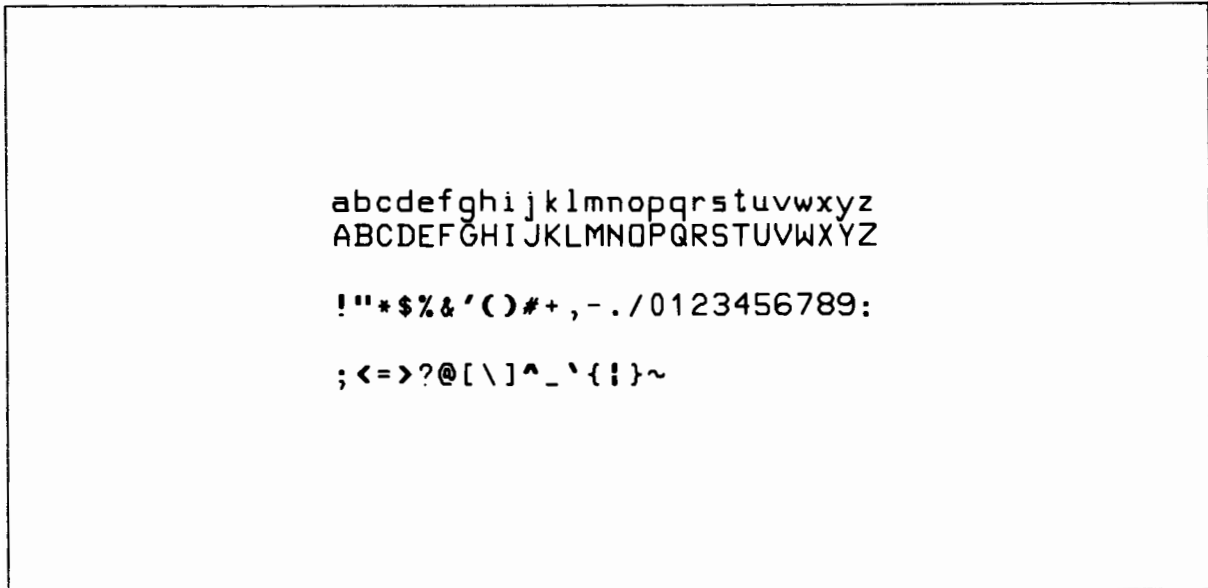 abcdefghijklmnopqrstuvwxyz
ABCDEFGHIJKLMNOPQRSTUVWXYZ
!"*$%&'()#+,-./0123456789:
;<=>?@[\]^_`{¦}~